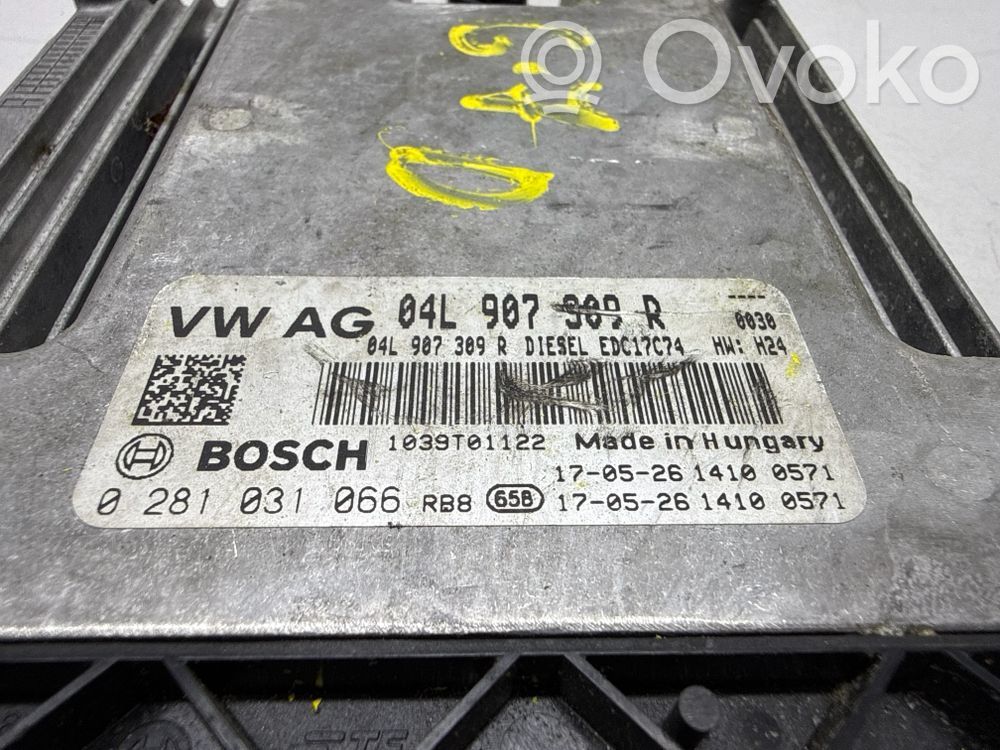 Ovoko
VW AG 04L 907 309 R ----
0030
04L 907 309 R DIESEL EDC17C74 HW: H24
1039T01122 Made in Hungary
BOSCH 17-05-26 1410 0571
0 281 031 066 RB8 65B 17-05-26 1410 0571